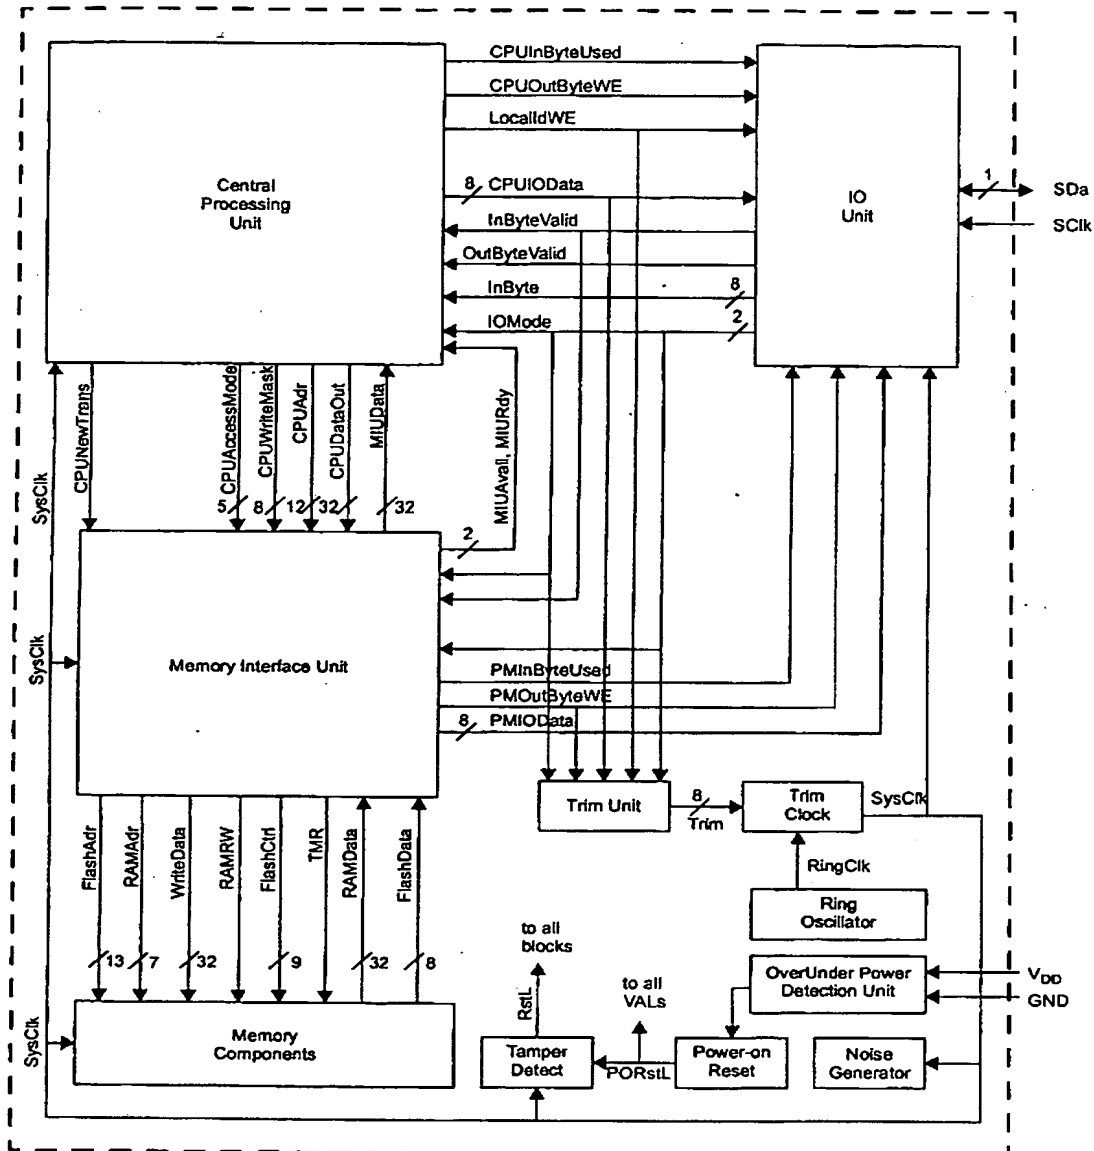 CPUInByteUsed
CPUOutByteWE
LocalIdWE
Central
Processing
Unit
8
CPUIOData
InByteValid
OutByteValid
InByte
8
IOMode
2
IO
Unit
1
SDa
SClk
SysClk
CPUNewTrans
CPUAccessMode
5
CPUWriteMask
8
CPUAdr
12
CPUDataOut
32
MIUData
32
MIUAvail, MIURdy
2
SysClk
Memory Interface Unit
PMInByteUsed
PMOutByteWE
8
PMIOData
Trim Unit
8
Trim
Trim
Clock
SysClk
RingClk
Ring
Oscillator
FlashAdr
13
RAMAdr
7
WriteData
32
RAMRW
FlashCtrl
9
TMR
RAMData
32
FlashData
8
to all
blocks
RstL
to all
VALs
OverUnder Power
Detection Unit
VDD
GND
SysClk
Memory
Components
Tamper
Detect
PORstL
Power-on
Reset
Noise
Generator